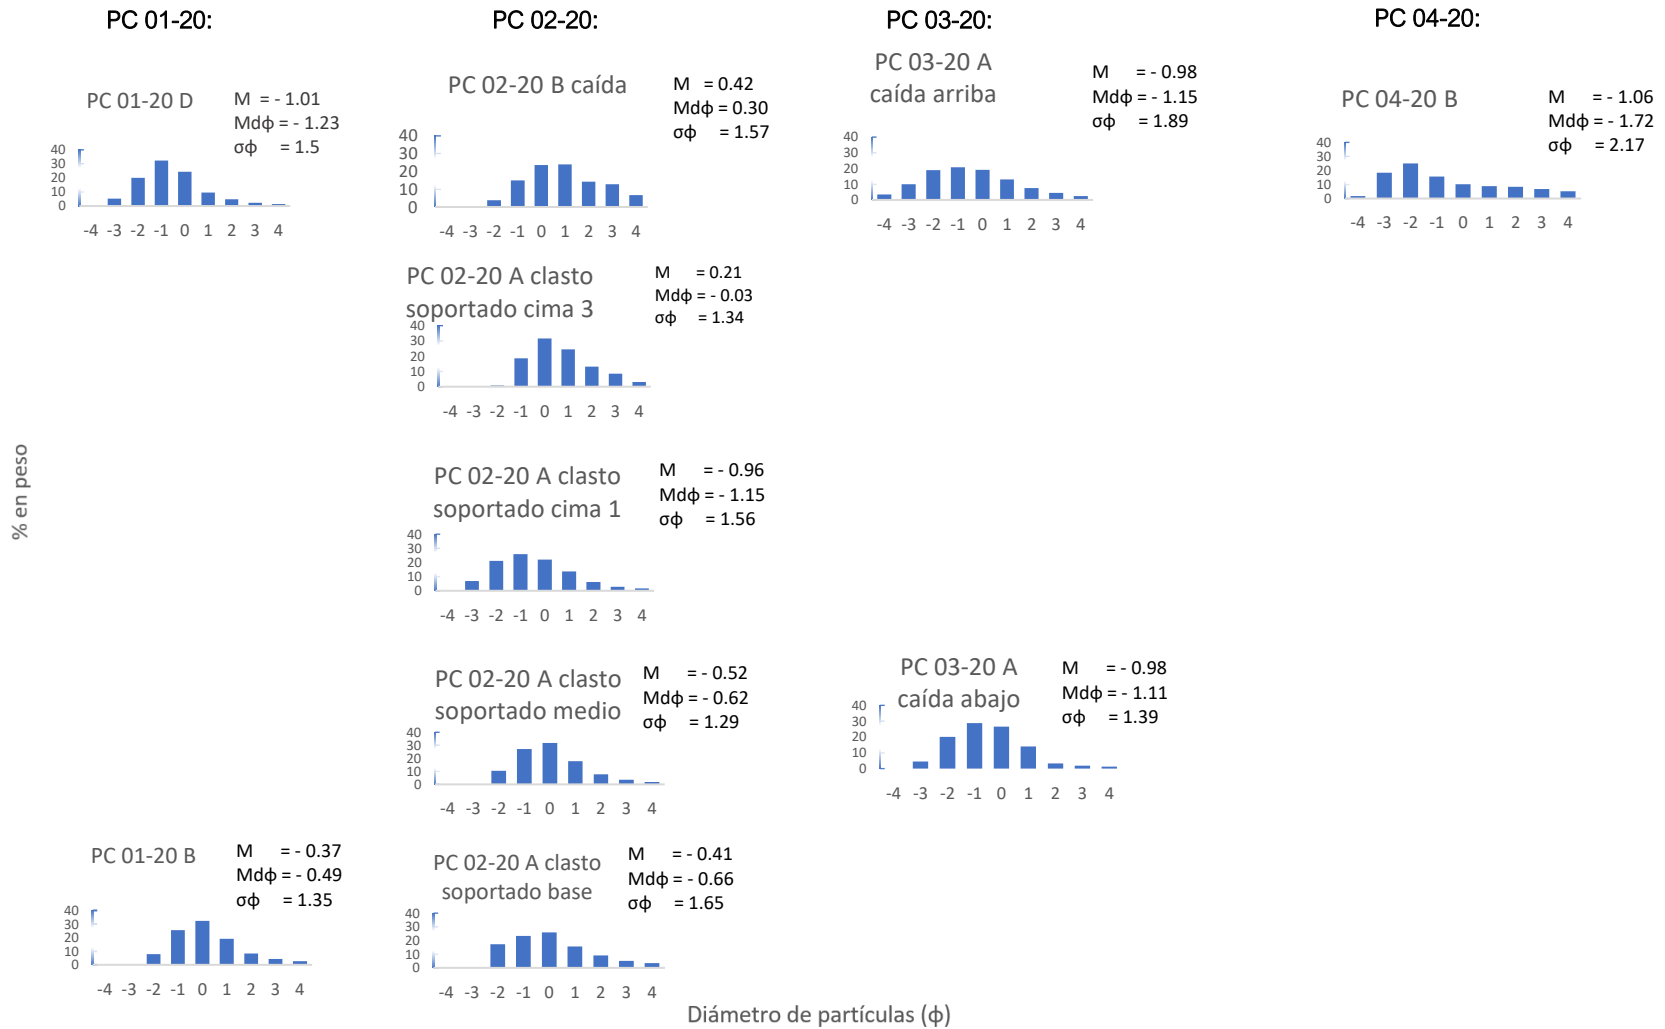 PC 01-20:
PC 02-20:
PC 03-20:
PC 04-20:
PC 01-20 D
M = - 1.01
Mdϕ = - 1.23
σϕ = 1.5
40
30
20
10
0
-4 -3 -2 -1 0 1 2 3 4
PC 02-20 B caída
M = 0.42
Mdϕ = 0.30
σϕ = 1.57
40
30
20
10
0
-4 -3 -2 -1 0 1 2 3 4
PC 03-20 A
caída arriba
M = - 0.98
Mdϕ = - 1.15
σϕ = 1.89
40
30
20
10
0
-4 -3 -2 -1 0 1 2 3 4
PC 04-20 B
M = - 1.06
Mdϕ = - 1.72
σϕ = 2.17
40
30
20
10
0
-4 -3 -2 -1 0 1 2 3 4
PC 02-20 A clasto
soportado cima 3
M = 0.21
Mdϕ = - 0.03
σϕ = 1.34
40
30
20
10
0
-4 -3 -2 -1 0 1 2 3 4
% en peso
PC 02-20 A clasto
soportado cima 1
M = - 0.96
Mdϕ = - 1.15
σϕ = 1.56
40
30
20
10
0
-4 -3 -2 -1 0 1 2 3 4
PC 02-20 A clasto
soportado medio
M = - 0.52
Mdϕ = - 0.62
σϕ = 1.29
40
30
20
10
0
-4 -3 -2 -1 0 1 2 3 4
PC 03-20 A
caída abajo
M = - 0.98
Mdϕ = - 1.11
σϕ = 1.39
40
30
20
10
0
-4 -3 -2 -1 0 1 2 3 4
PC 01-20 B
M = - 0.37
Mdϕ = - 0.49
σϕ = 1.35
40
30
20
10
0
-4 -3 -2 -1 0 1 2 3 4
PC 02-20 A clasto
soportado base
M = - 0.41
Mdϕ = - 0.66
σϕ = 1.65
40
30
20
10
0
-4 -3 -2 -1 0 1 2 3 4
Diámetro de partículas (ϕ)